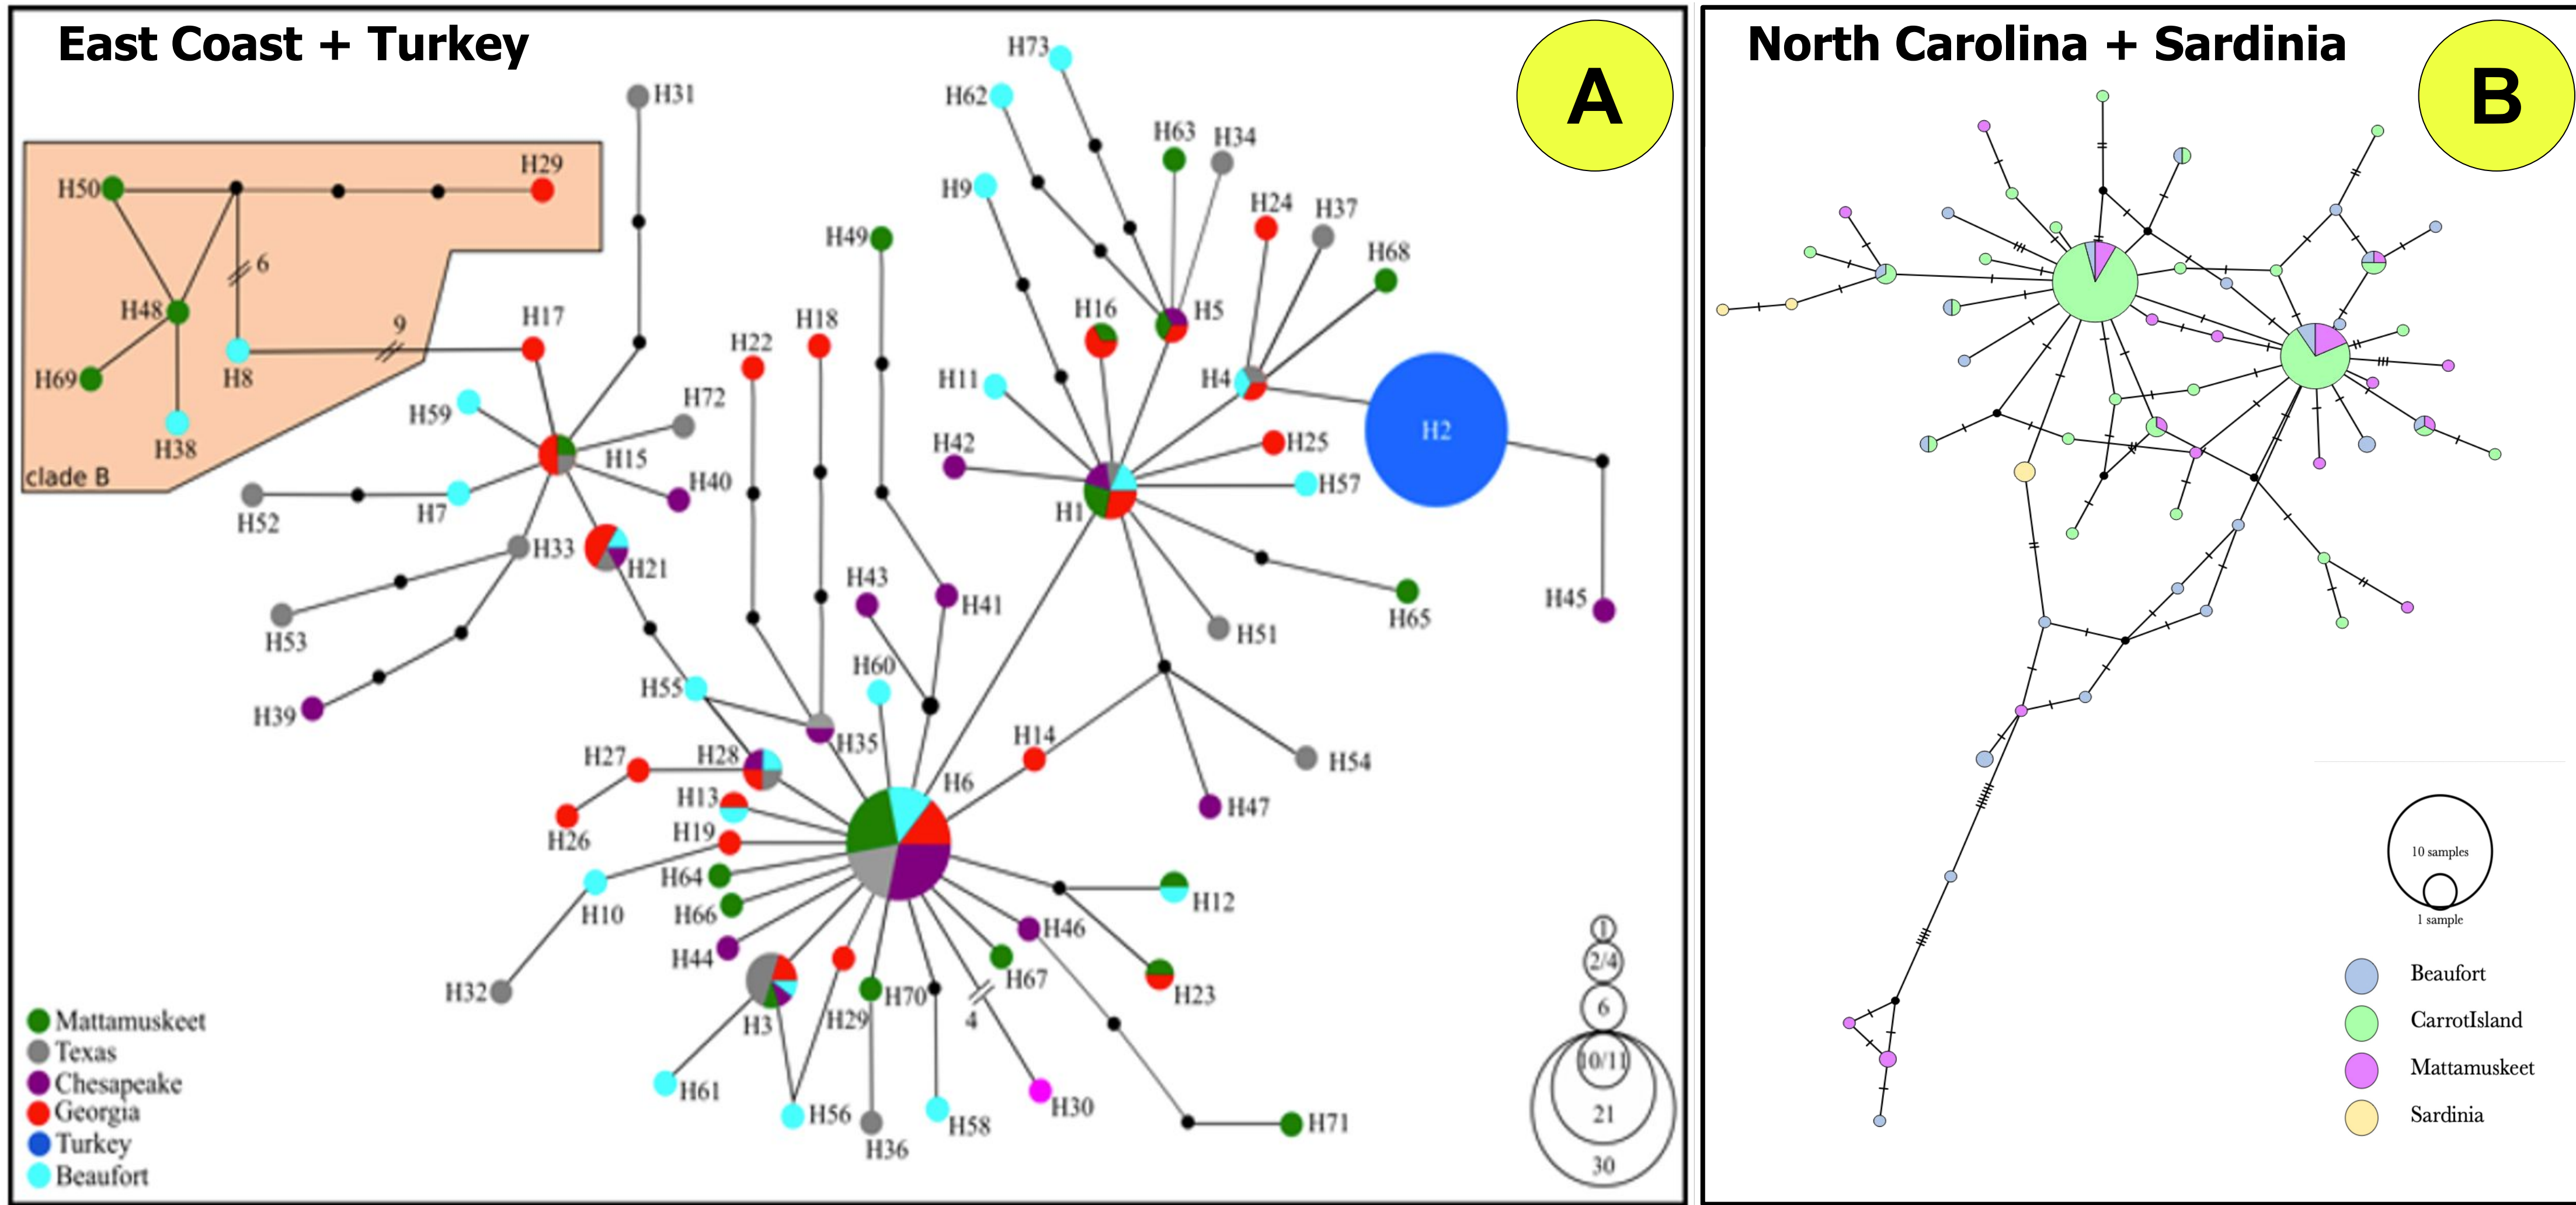 East Coast + Turkey
A
H73
H62
H31
H63
H34
H29
H50
H9
H24
H37
H49
H68
6
H48
H16
H5
9
H17
H18
H22
H69
H8
H11
H4
H59
H72
H2
H38
H42
H25
H15
clade B
H40
H57
H52
H7
H1
H33
H21
H43
H41
H45
H65
H53
H51
H60
H55
H39
H35
H14
H27
H28
H6
H54
H13
H47
H26
H19
H64
H66
H10
H12
H46
1
H44
2/4
H67
H32
H70
H23
6
H3
H29
4
Mattamuskeet
Texas
Chesapeake
Georgia
Turkey
Beaufort
10/11
H61
H30
21
H56
H58
H71
H36
30
North Carolina + Sardinia
B
10 samples
1 sample
Beaufort
CarrotIsland
Mattamuskeet
Sardinia